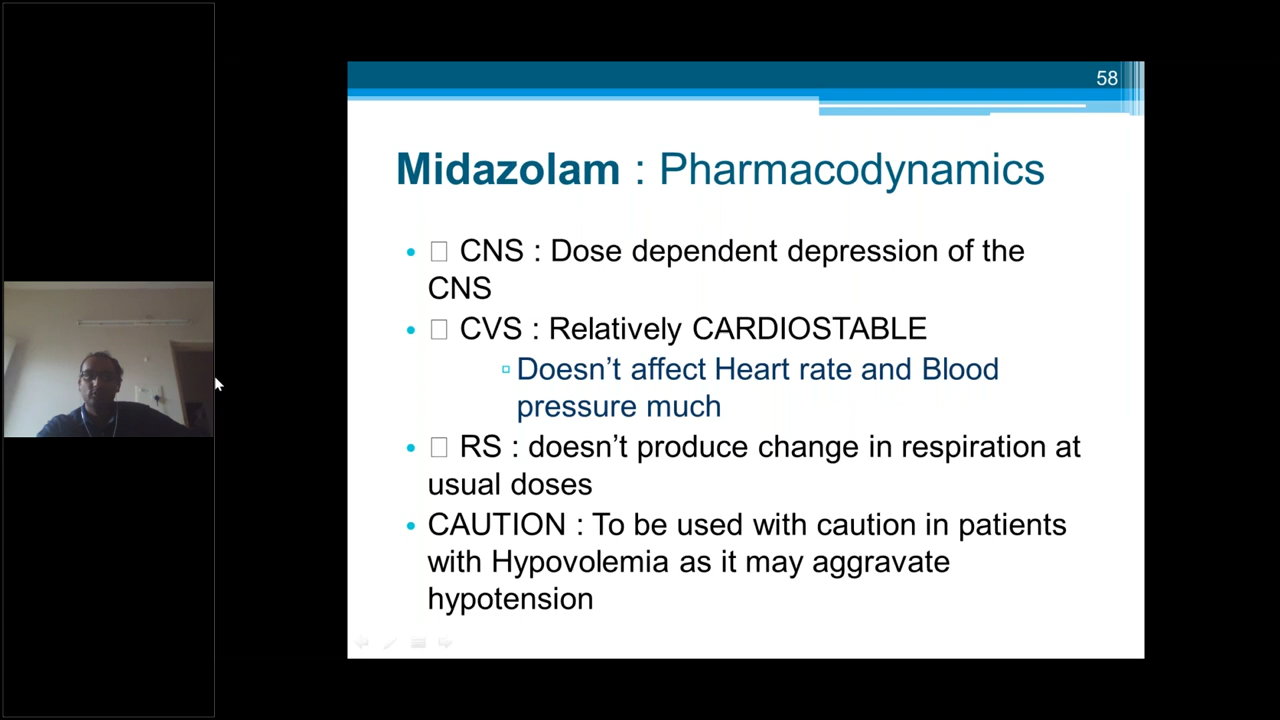 58
Midazolam : Pharmacodynamics
• □ CNS : Dose dependent depression of the
CNS
• □ CVS : Relatively CARDIOSTABLE
▫ Doesn’t affect Heart rate and Blood
pressure much
• □ RS : doesn’t produce change in respiration at
usual doses
• CAUTION : To be used with caution in patients
with Hypovolemia as it may aggravate
hypotension